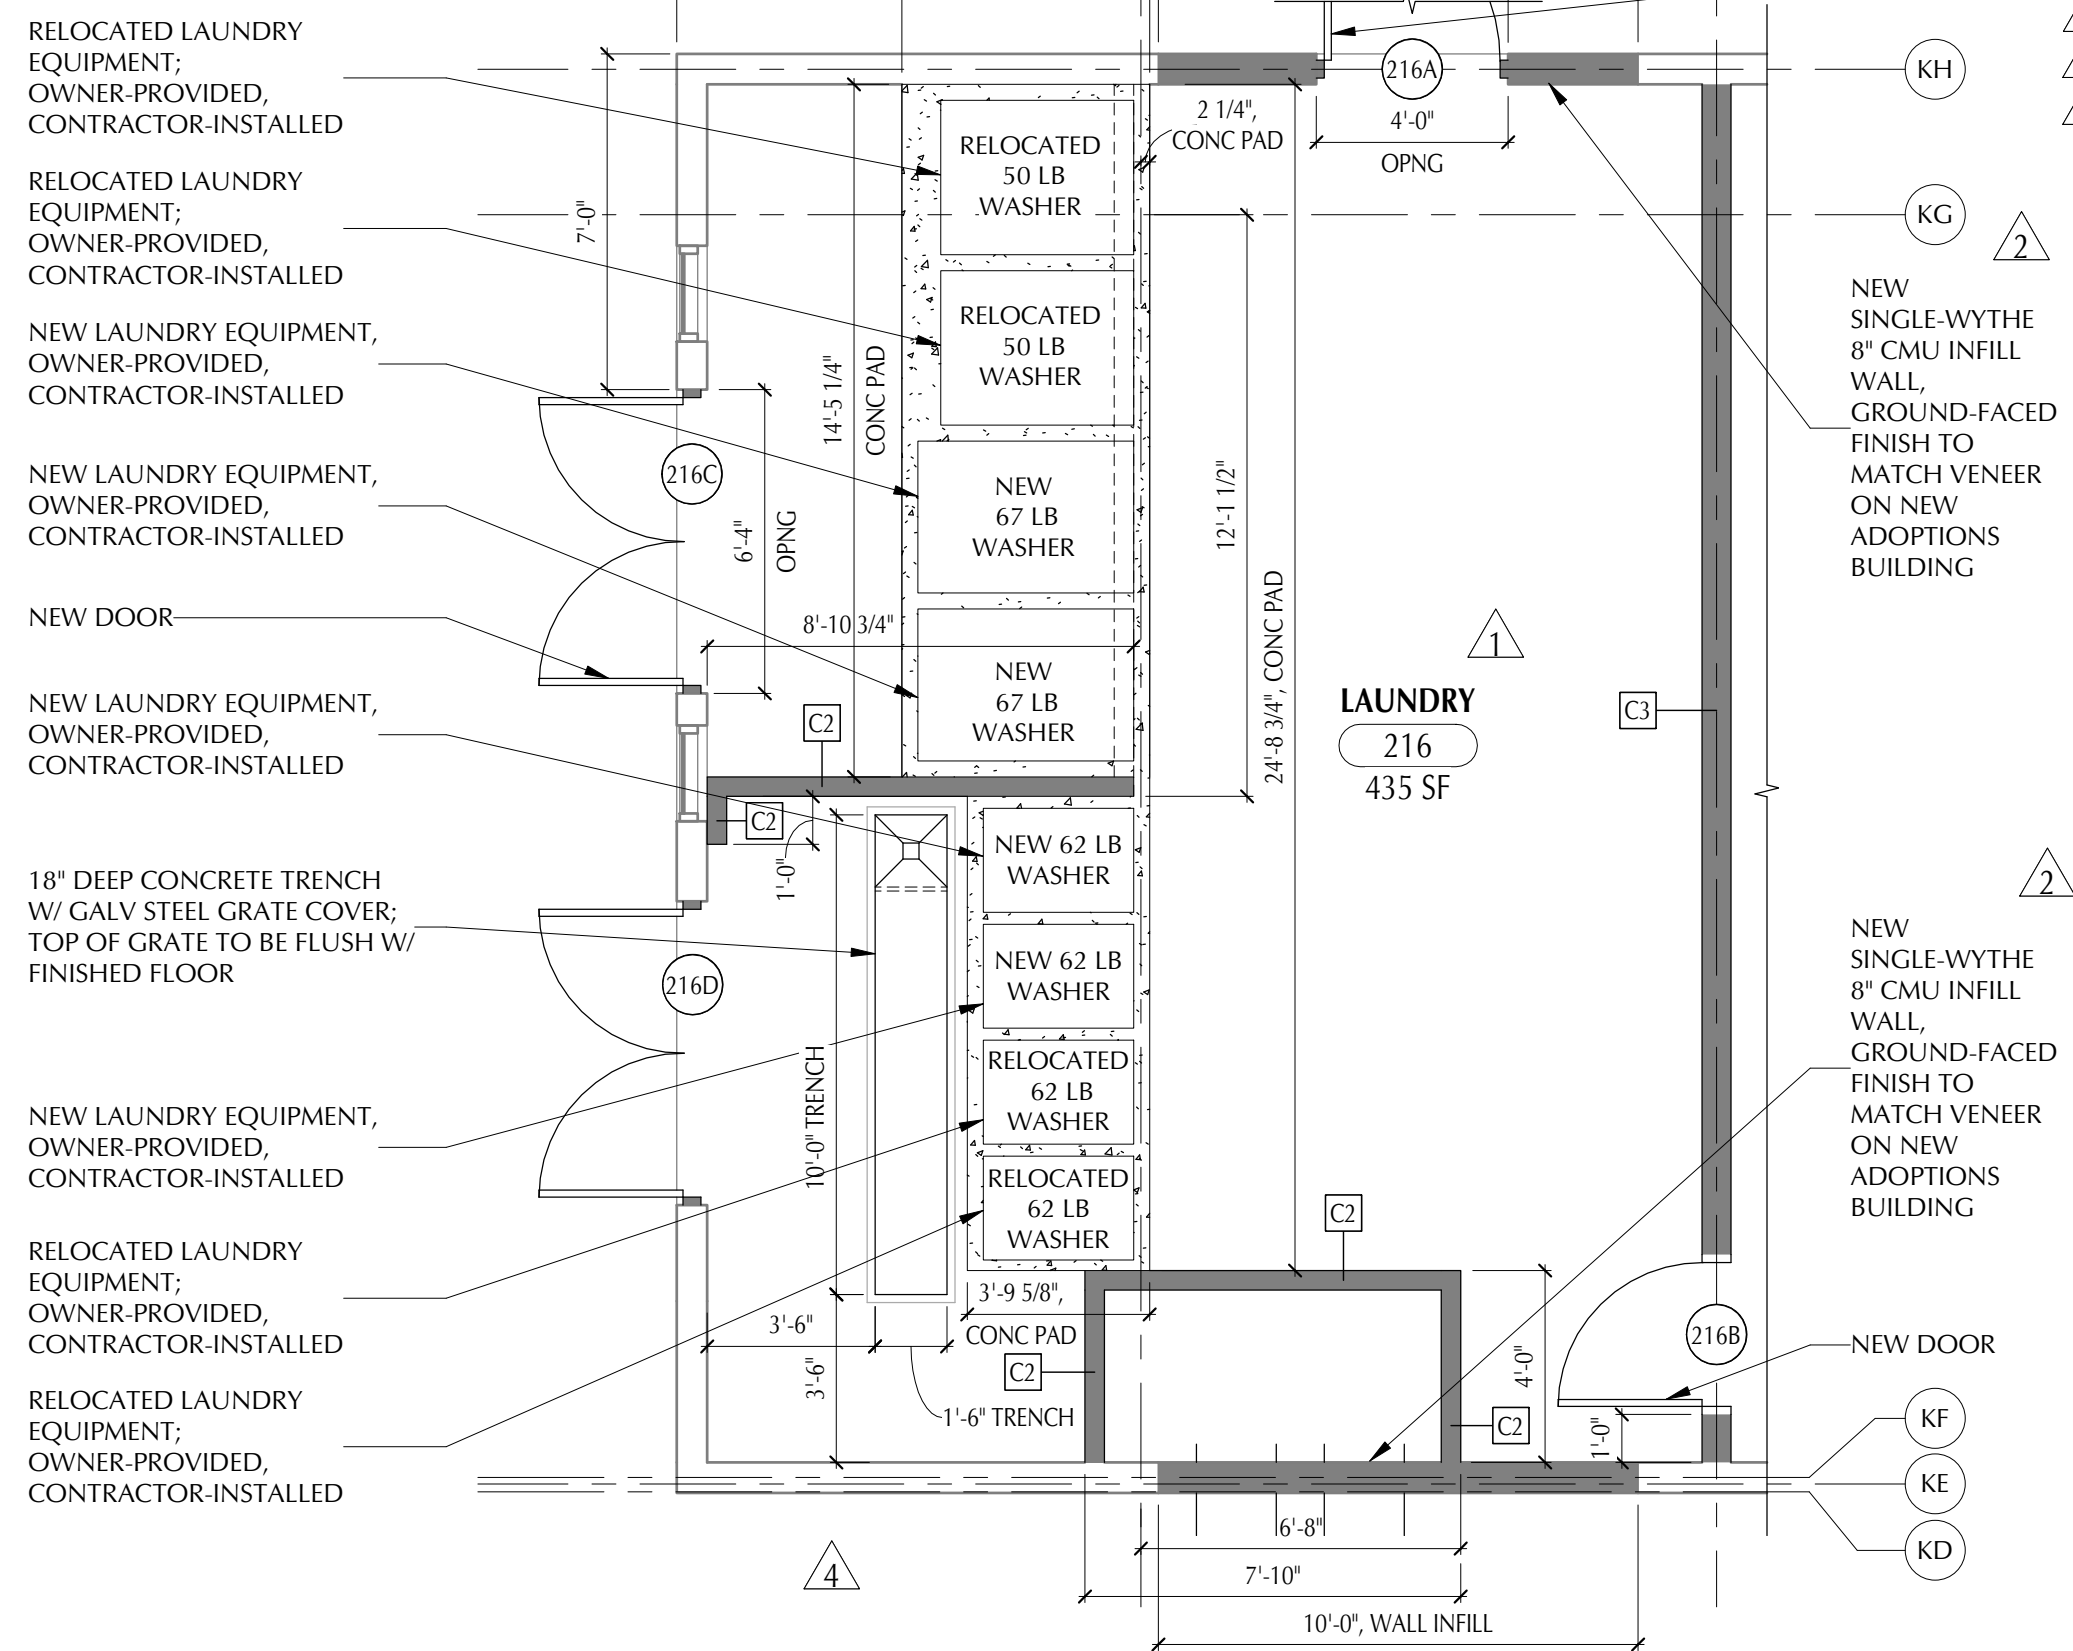 RELOCATED LAUNDRY
EQUIPMENT;
OWNER-PROVIDED,
CONTRACTOR-INSTALLED
RELOCATED LAUNDRY
EQUIPMENT;
OWNER-PROVIDED,
CONTRACTOR-INSTALLED
NEW LAUNDRY EQUIPMENT,
OWNER-PROVIDED,
CONTRACTOR-INSTALLED
NEW LAUNDRY EQUIPMENT,
OWNER-PROVIDED,
CONTRACTOR-INSTALLED
NEW DOOR
NEW LAUNDRY EQUIPMENT,
OWNER-PROVIDED,
CONTRACTOR-INSTALLED
18" DEEP CONCRETE TRENCH
W/ GALV STEEL GRATE COVER;
TOP OF GRATE TO BE FLUSH W/
FINISHED FLOOR
NEW LAUNDRY EQUIPMENT,
OWNER-PROVIDED,
CONTRACTOR-INSTALLED
RELOCATED LAUNDRY
EQUIPMENT;
OWNER-PROVIDED,
CONTRACTOR-INSTALLED
RELOCATED LAUNDRY
EQUIPMENT;
OWNER-PROVIDED,
CONTRACTOR-INSTALLED
7'-0"
216C
6'-4"
OPNG
14'-5 1/4"
CONC PAD
8'-10 3/4"
C2
C2
1'-0"
216D
10'-0" TRENCH
3'-6"
3'-6"
1'-6" TRENCH
RELOCATED
50 LB
WASHER
RELOCATED
50 LB
WASHER
NEW
67 LB
WASHER
NEW
67 LB
WASHER
NEW 62 LB
WASHER
NEW 62 LB
WASHER
RELOCATED
62 LB
WASHER
RELOCATED
62 LB
WASHER
3'-9 5/8",
CONC PAD
C2
2 1/4",
CONC PAD
216A
4'-0"
OPNG
12'-1 1/2"
24'-8 3/4", CONC PAD
1
LAUNDRY
216
435 SF
C3
C2
4'-0"
C2
1'-0"
216B
6'-8"
7'-10"
10'-0", WALL INFILL
4
KH
KG
2
NEW
SINGLE-WYTHE
8" CMU INFILL
WALL,
GROUND-FACED
FINISH TO
MATCH VENEER
ON NEW
ADOPTIONS
BUILDING
2
NEW
SINGLE-WYTHE
8" CMU INFILL
WALL,
GROUND-FACED
FINISH TO
MATCH VENEER
ON NEW
ADOPTIONS
BUILDING
NEW DOOR
KF
KE
KD